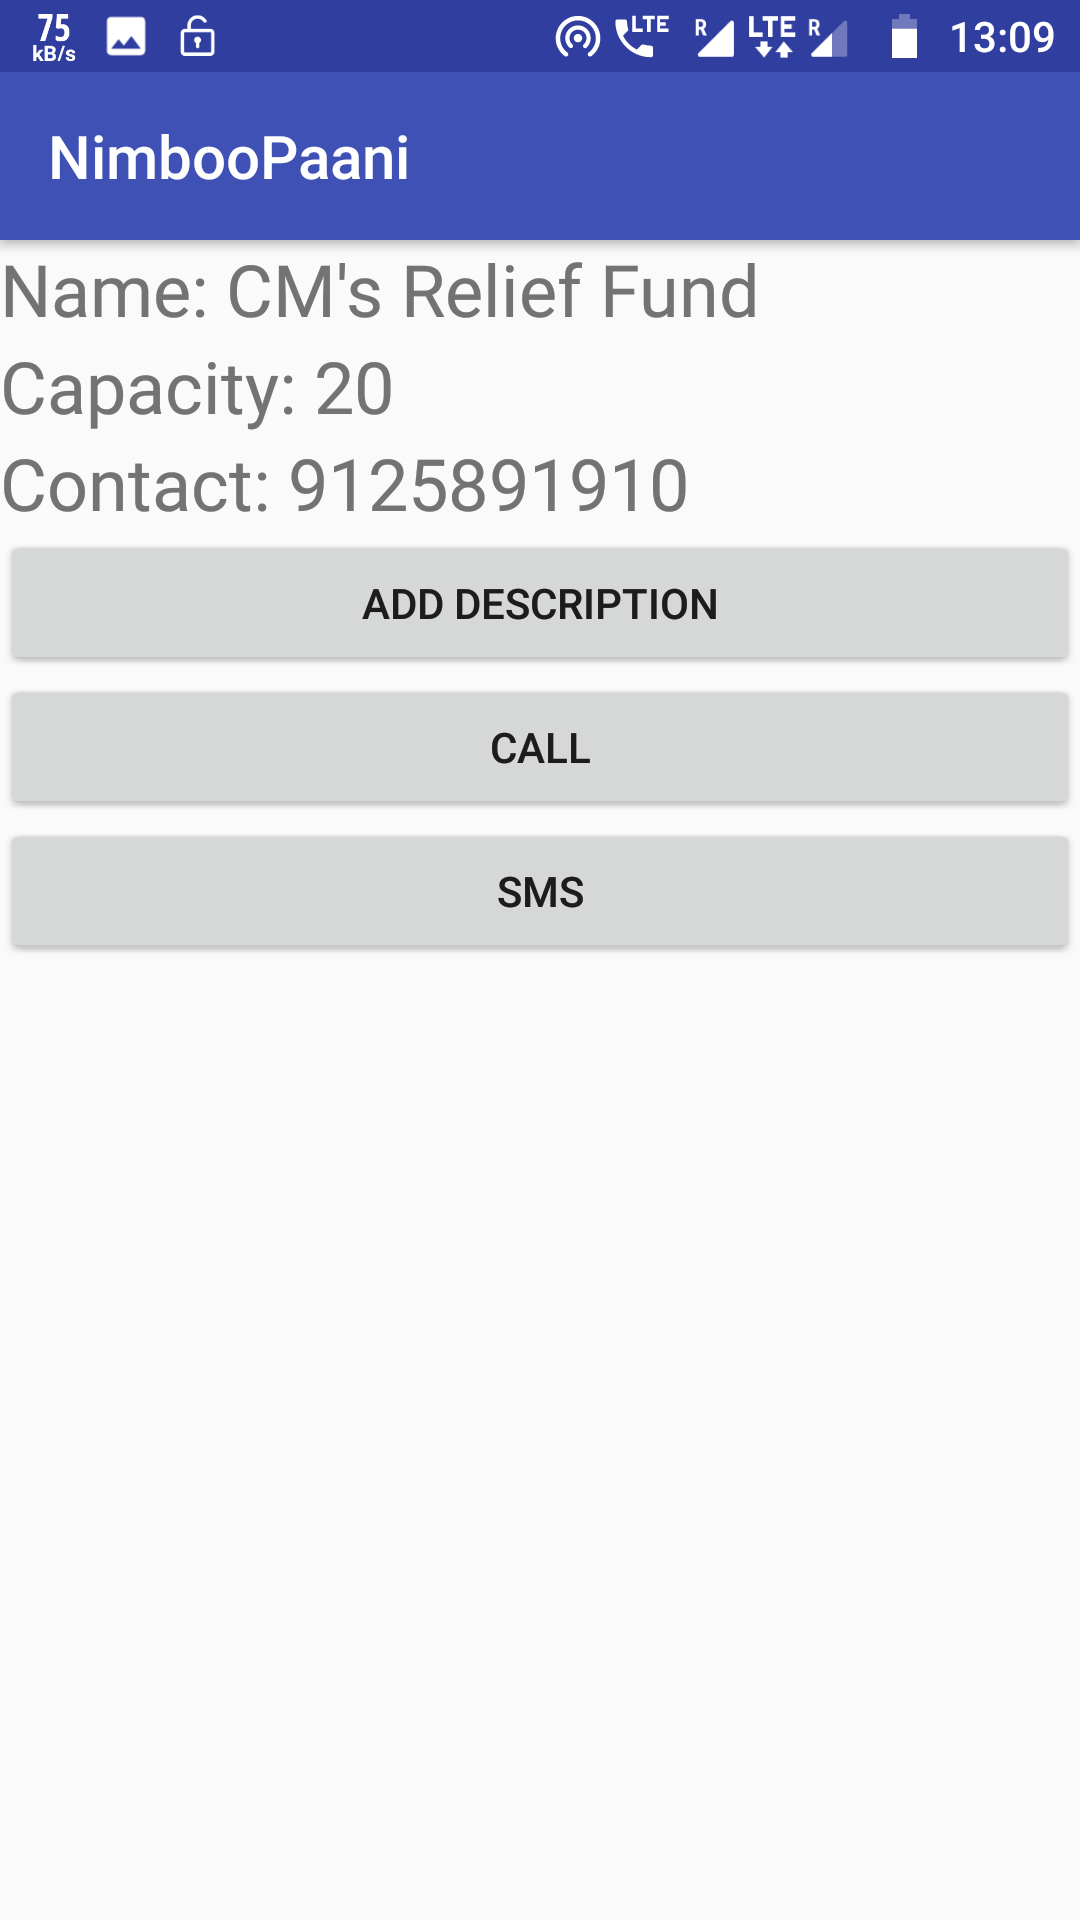 75
kB/s
LTE
R
LTE
R
13:09
NimbooPaani
Name: CM's Relief Fund
Capacity: 20
Contact: 9125891910
ADD DESCRIPTION
CALL
SMS